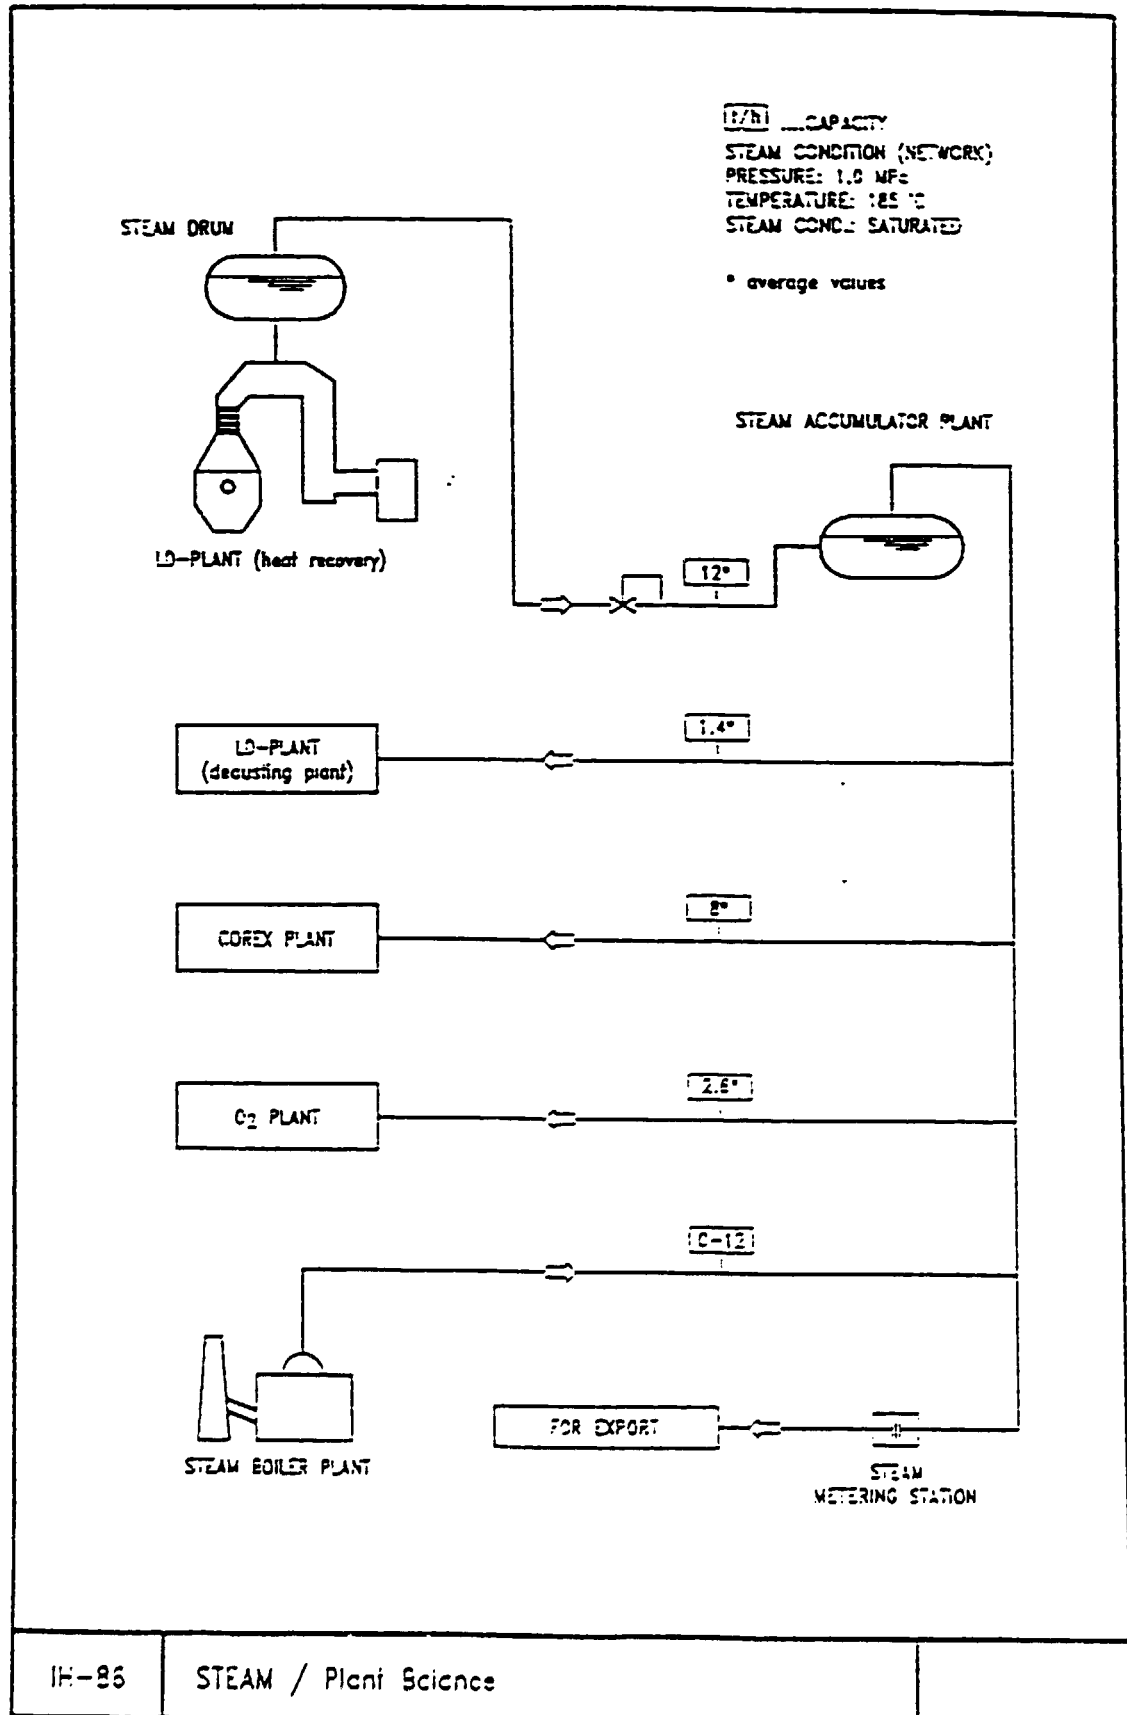 [t/h] ...CAPACITY
STEAM CONDITION (NETWORK)
PRESSURE: 1.0 MPa
TEMPERATURE: 185 °C
STEAM COND.: SATURATED
* average values
STEAM DRUM
STEAM ACCUMULATOR PLANT
LD-PLANT (heat recovery)
12*
LD-PLANT
(dedusting plant)
1.4*
COREX PLANT
8*
O2 PLANT
2.6*
0-12
STEAM BOILER PLANT
FOR EXPORT
STEAM
METERING STATION
STEAM / Plant Science